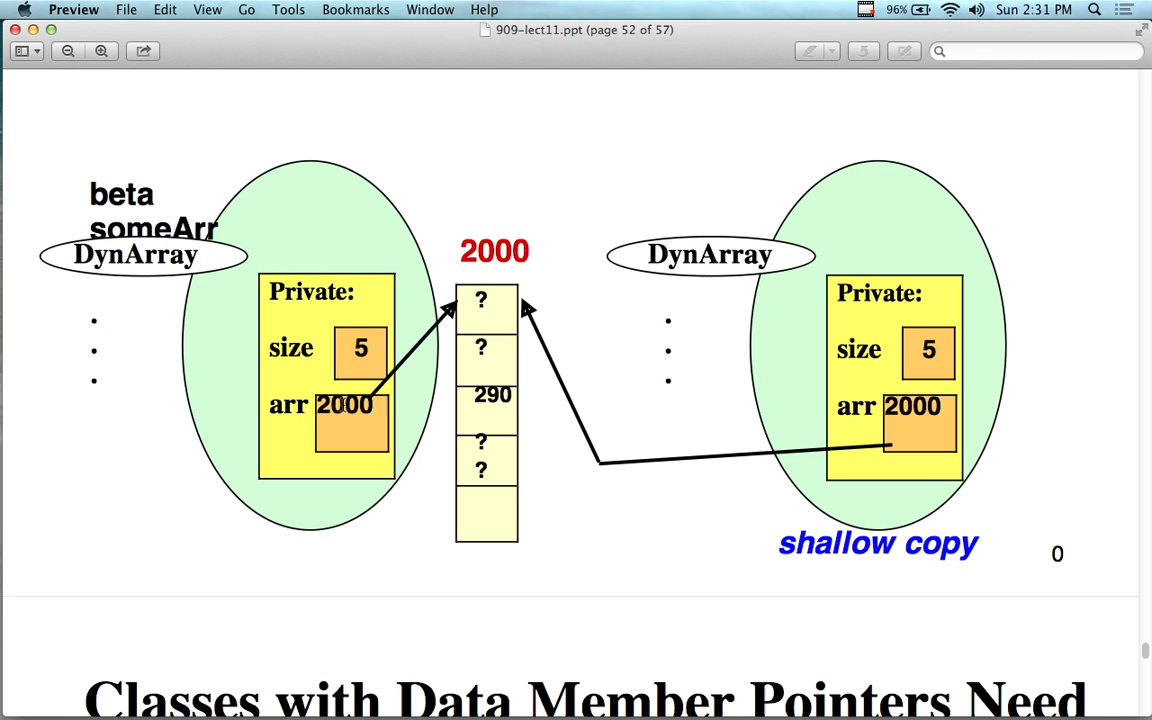 Preview File Edit View Go Tools Bookmarks Window Help 96% Sun 2:31 PM
909-lect11.ppt (page 52 of 57)
beta
someArr
DynArray
Private:
size 5
arr 2000
2000
?
?
290
?
?
DynArray
Private:
size 5
arr 2000
shallow copy
0
Classes with Data Member Pointers Need